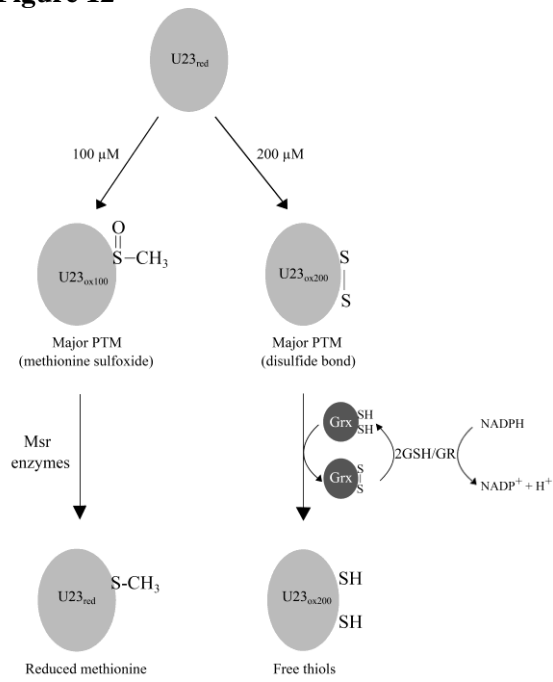 Figure 12
U23red
100 µM
200 µM
O
S–CH3
U23ox100
S
S
U23ox200
Major PTM
(methionine sulfoxide)
Major PTM
(disulfide bond)
Msr
enzymes
Grx
SH
SH
2GSH/GR
NADPH
Grx
S
S
NADP+ + H+
S-CH3
U23red
SH
U23ox200
SH
Reduced methionine
Free thiols